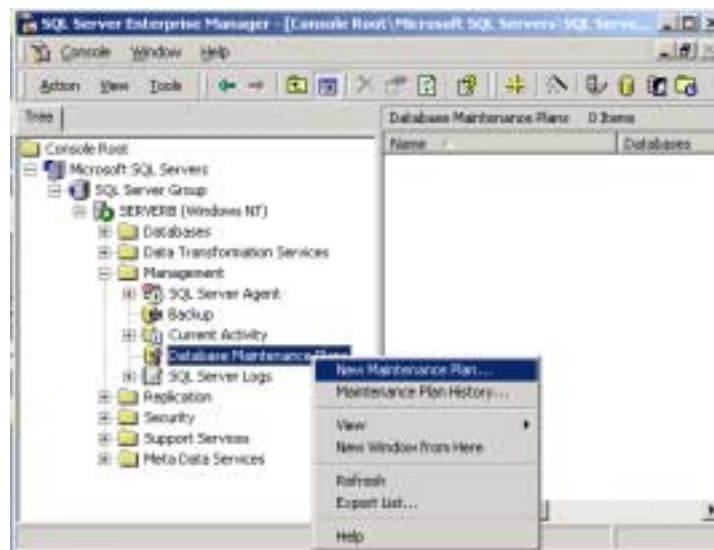 SQL Server Enterprise Manager - [Console Root\Microsoft SQL Servers\SQL Serve...
Console Window Help
Action View Tools
Tree
Database Maintenance Plans 0 Items
Console Root
Name Databases
Microsoft SQL Servers
SQL Server Group
SERVERB (Windows NT)
Databases
Data Transformation Services
Management
SQL Server Agent
Backup
Current Activity
Database Maintenance Plans
SQL Server Logs
Replication
Security
Support Services
Meta Data Services
New Maintenance Plan...
Maintenance Plan History...
View
New Window from Here
Refresh
Export List...
Help